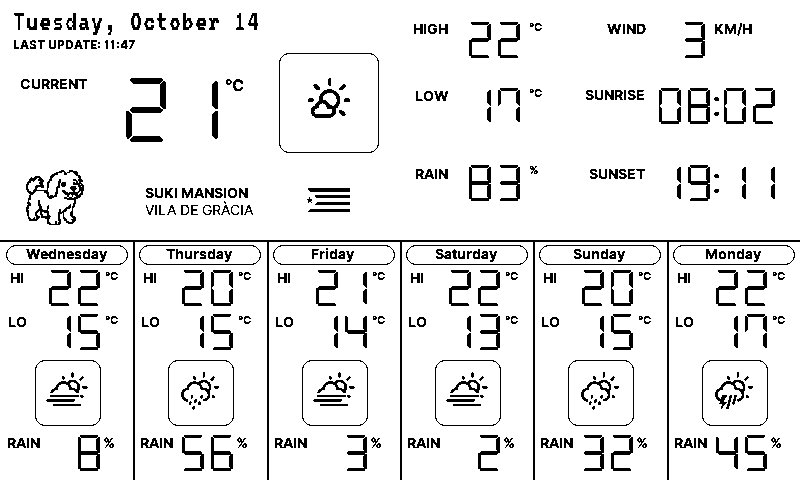 Tuesday, October 14
LAST UPDATE: 11:47
CURRENT 21 °C
SUKI MANSION
VILA DE GRÀCIA
HIGH 22 °C
LOW 17 °C
RAIN 83 %
WIND 3 KM/H
SUNRISE 08:02
SUNSET 19:11
Wednesday
HI 22 °C
LO 15 °C
RAIN 8 %
Thursday
HI 20 °C
LO 15 °C
RAIN 56 %
Friday
HI 21 °C
LO 14 °C
RAIN 3 %
Saturday
HI 22 °C
LO 13 °C
RAIN 2 %
Sunday
HI 20 °C
LO 15 °C
RAIN 32 %
Monday
HI 22 °C
LO 17 °C
RAIN 45 %